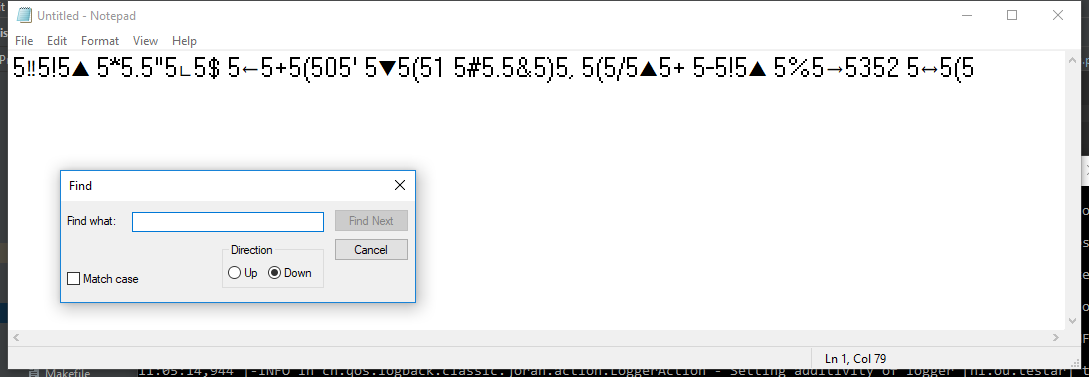 Untitled - Notepad
File Edit Format View Help
5‼5!5▲ 5*5.5"5∟5$ 5←5+5(505' 5▼5(51 5#5.5&5)5, 5(5/5▲5+ 5-5!5▲ 5%5→5352 5↔5(5
Find
Find what:
Find Next
Direction
Cancel
Up Down
Match case
Ln 1, Col 79
Makefile
11:05:14,944 |-INFO in ch.qos.logback.classic.joran.action.LoggerAction - Setting additivity of logger [nl.ou.testar]